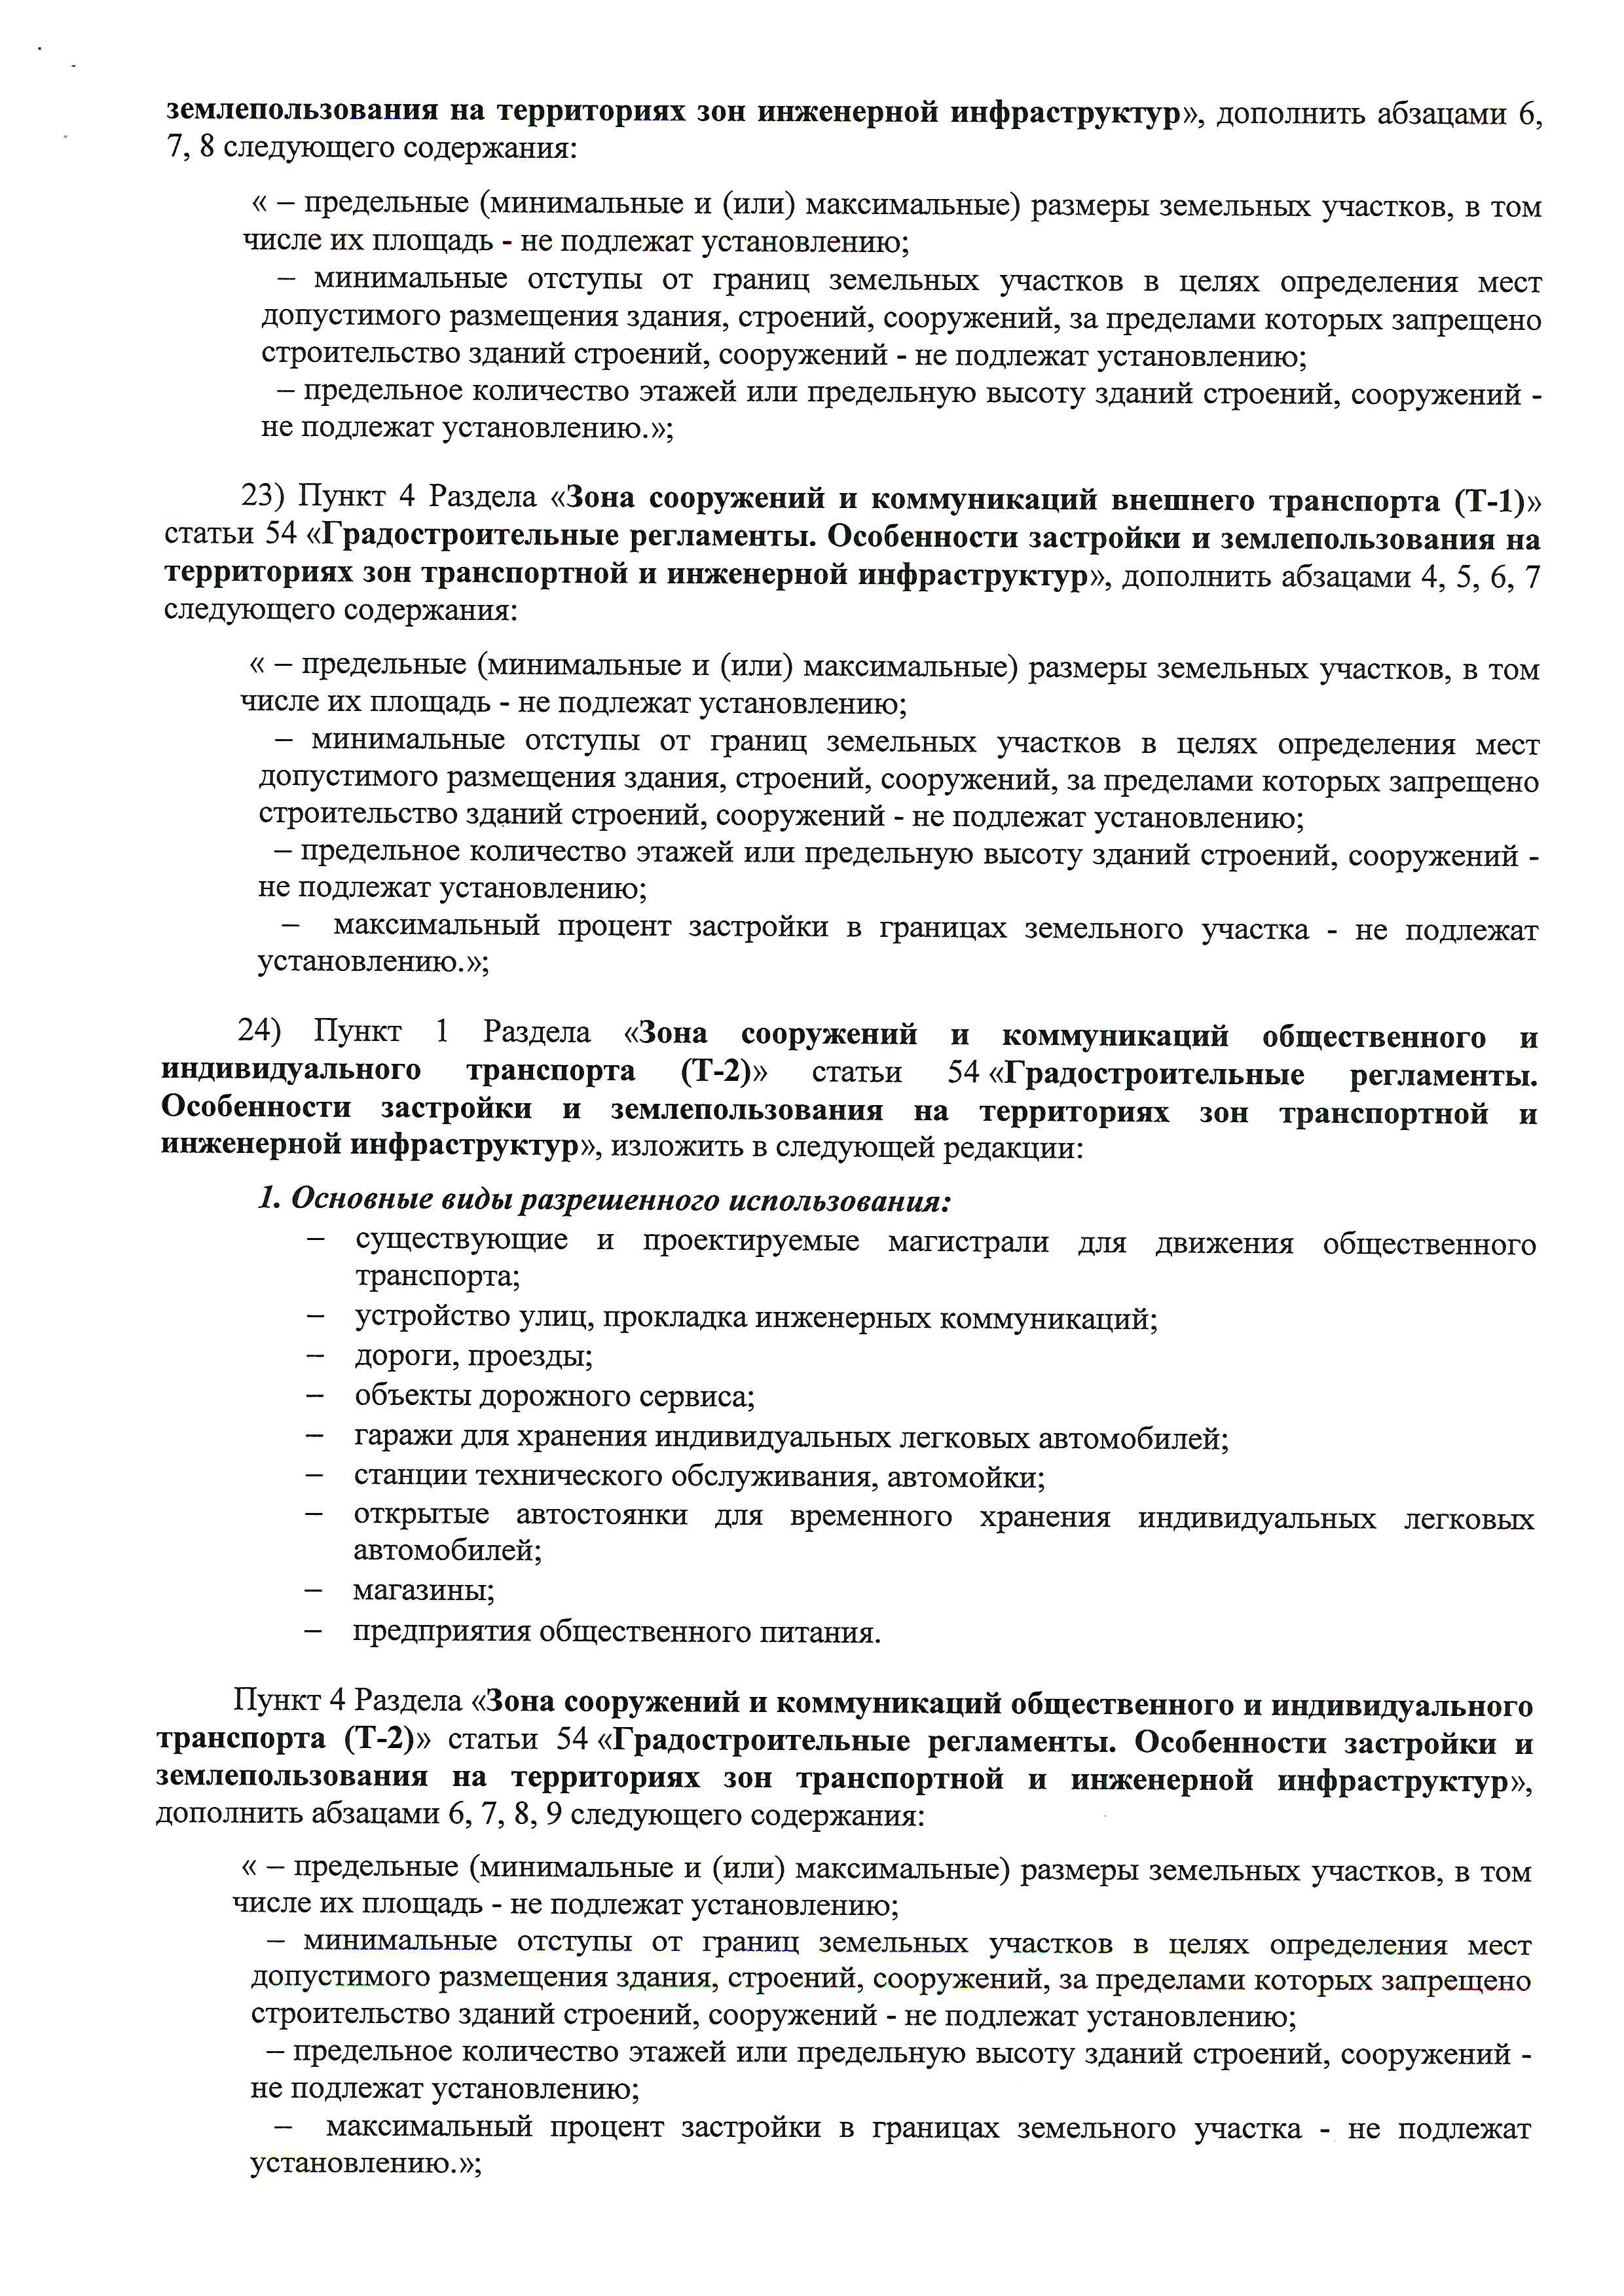 землепользования на территориях зон инженерной инфраструктур», дополнить абзацами 6,
7, 8 следующего содержания:
« – предельные (минимальные и (или) максимальные) размеры земельных участков, в том
числе их площадь - не подлежат установлению;
– минимальные отступы от границ земельных участков в целях определения мест
допустимого размещения здания, строений, сооружений, за пределами которых запрещено
строительство зданий строений, сооружений - не подлежат установлению;
– предельное количество этажей или предельную высоту зданий строений, сооружений -
не подлежат установлению.»;
23) Пункт 4 Раздела «Зона сооружений и коммуникаций внешнего транспорта (Т-1)»
статьи 54 «Градостроительные регламенты. Особенности застройки и землепользования на
территориях зон транспортной и инженерной инфраструктур», дополнить абзацами 4, 5, 6, 7
следующего содержания:
« – предельные (минимальные и (или) максимальные) размеры земельных участков, в том
числе их площадь - не подлежат установлению;
– минимальные отступы от границ земельных участков в целях определения мест
допустимого размещения здания, строений, сооружений, за пределами которых запрещено
строительство зданий строений, сооружений - не подлежат установлению;
– предельное количество этажей или предельную высоту зданий строений, сооружений -
не подлежат установлению;
– максимальный процент застройки в границах земельного участка - не подлежат
установлению.»;
24) Пункт 1 Раздела «Зона сооружений и коммуникаций общественного и
индивидуального транспорта (Т-2)» статьи 54 «Градостроительные регламенты.
Особенности застройки и землепользования на территориях зон транспортной и
инженерной инфраструктур», изложить в следующей редакции:
1. Основные виды разрешенного использования:
– существующие и проектируемые магистрали для движения общественного
транспорта;
– устройство улиц, прокладка инженерных коммуникаций;
– дороги, проезды;
– объекты дорожного сервиса;
– гаражи для хранения индивидуальных легковых автомобилей;
– станции технического обслуживания, автомойки;
– открытые автостоянки для временного хранения индивидуальных легковых
автомобилей;
– магазины;
– предприятия общественного питания.
Пункт 4 Раздела «Зона сооружений и коммуникаций общественного и индивидуального
транспорта (Т-2)» статьи 54 «Градостроительные регламенты. Особенности застройки и
землепользования на территориях зон транспортной и инженерной инфраструктур»,
дополнить абзацами 6, 7, 8, 9 следующего содержания:
« – предельные (минимальные и (или) максимальные) размеры земельных участков, в том
числе их площадь - не подлежат установлению;
– минимальные отступы от границ земельных участков в целях определения мест
допустимого размещения здания, строений, сооружений, за пределами которых запрещено
строительство зданий строений, сооружений - не подлежат установлению;
– предельное количество этажей или предельную высоту зданий строений, сооружений -
не подлежат установлению;
– максимальный процент застройки в границах земельного участка - не подлежат
установлению.»;